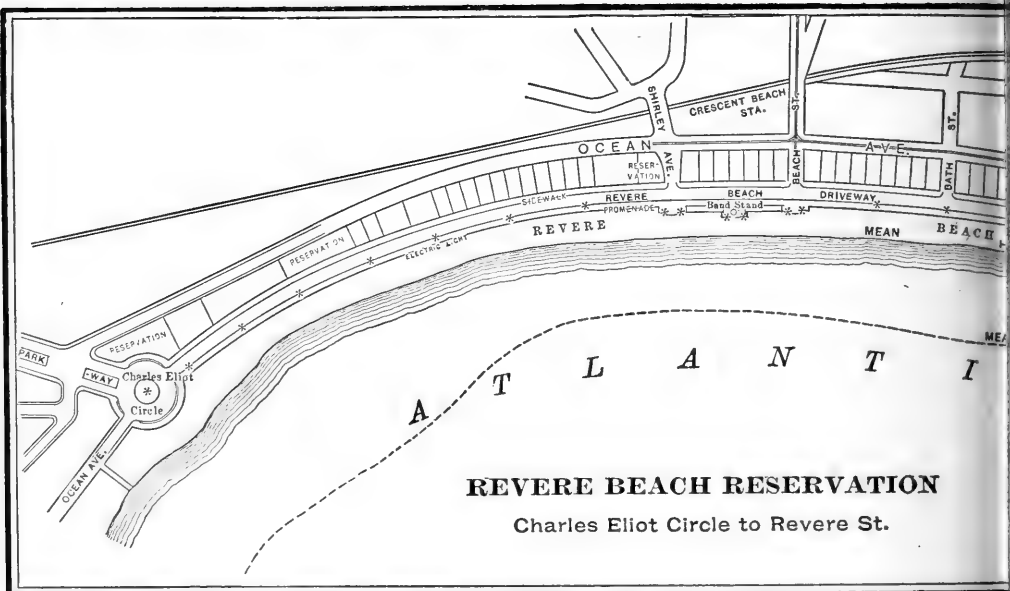 SHIRLEY AVE.
CRESCENT BEACH
STA.
BEACH ST.
OCEAN AVE.
BATH ST.
RESER-
VATION
SIDEWALK
REVERE BEACH DRIVEWAY
PROMENADE
Band Stand
REVERE BEACH
MEAN
RESERVATION
ELECTRIC LIGHT
RESERVATION
PARK
-WAY
Charles Eliot
Circle
OCEAN AVE.
ATLANTI
REVERE BEACH RESERVATION
Charles Eliot Circle to Revere St.